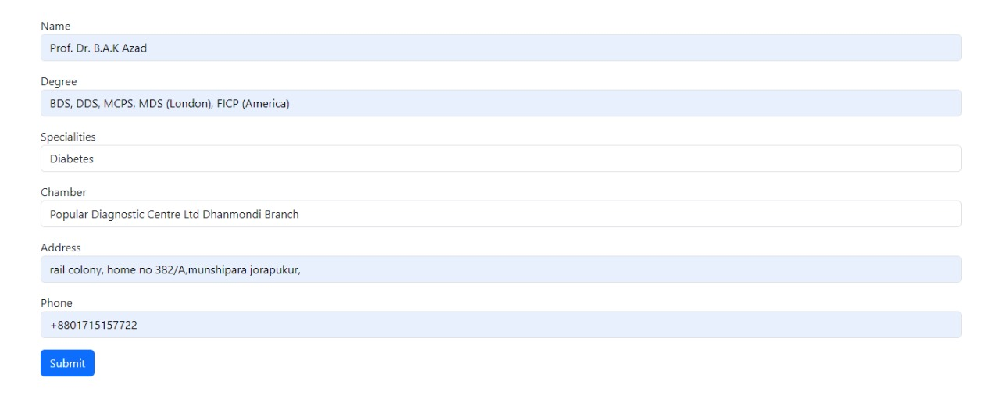 Name
Prof. Dr. B.A.K Azad
Degree
BDS, DDS, MCPS, MDS (London), FICP (America)
Specialities
Diabetes
Chamber
Popular Diagnostic Centre Ltd Dhanmondi Branch
Address
rail colony, home no 382/A,munshipara jorapukur,
Phone
+8801715157722
Submit